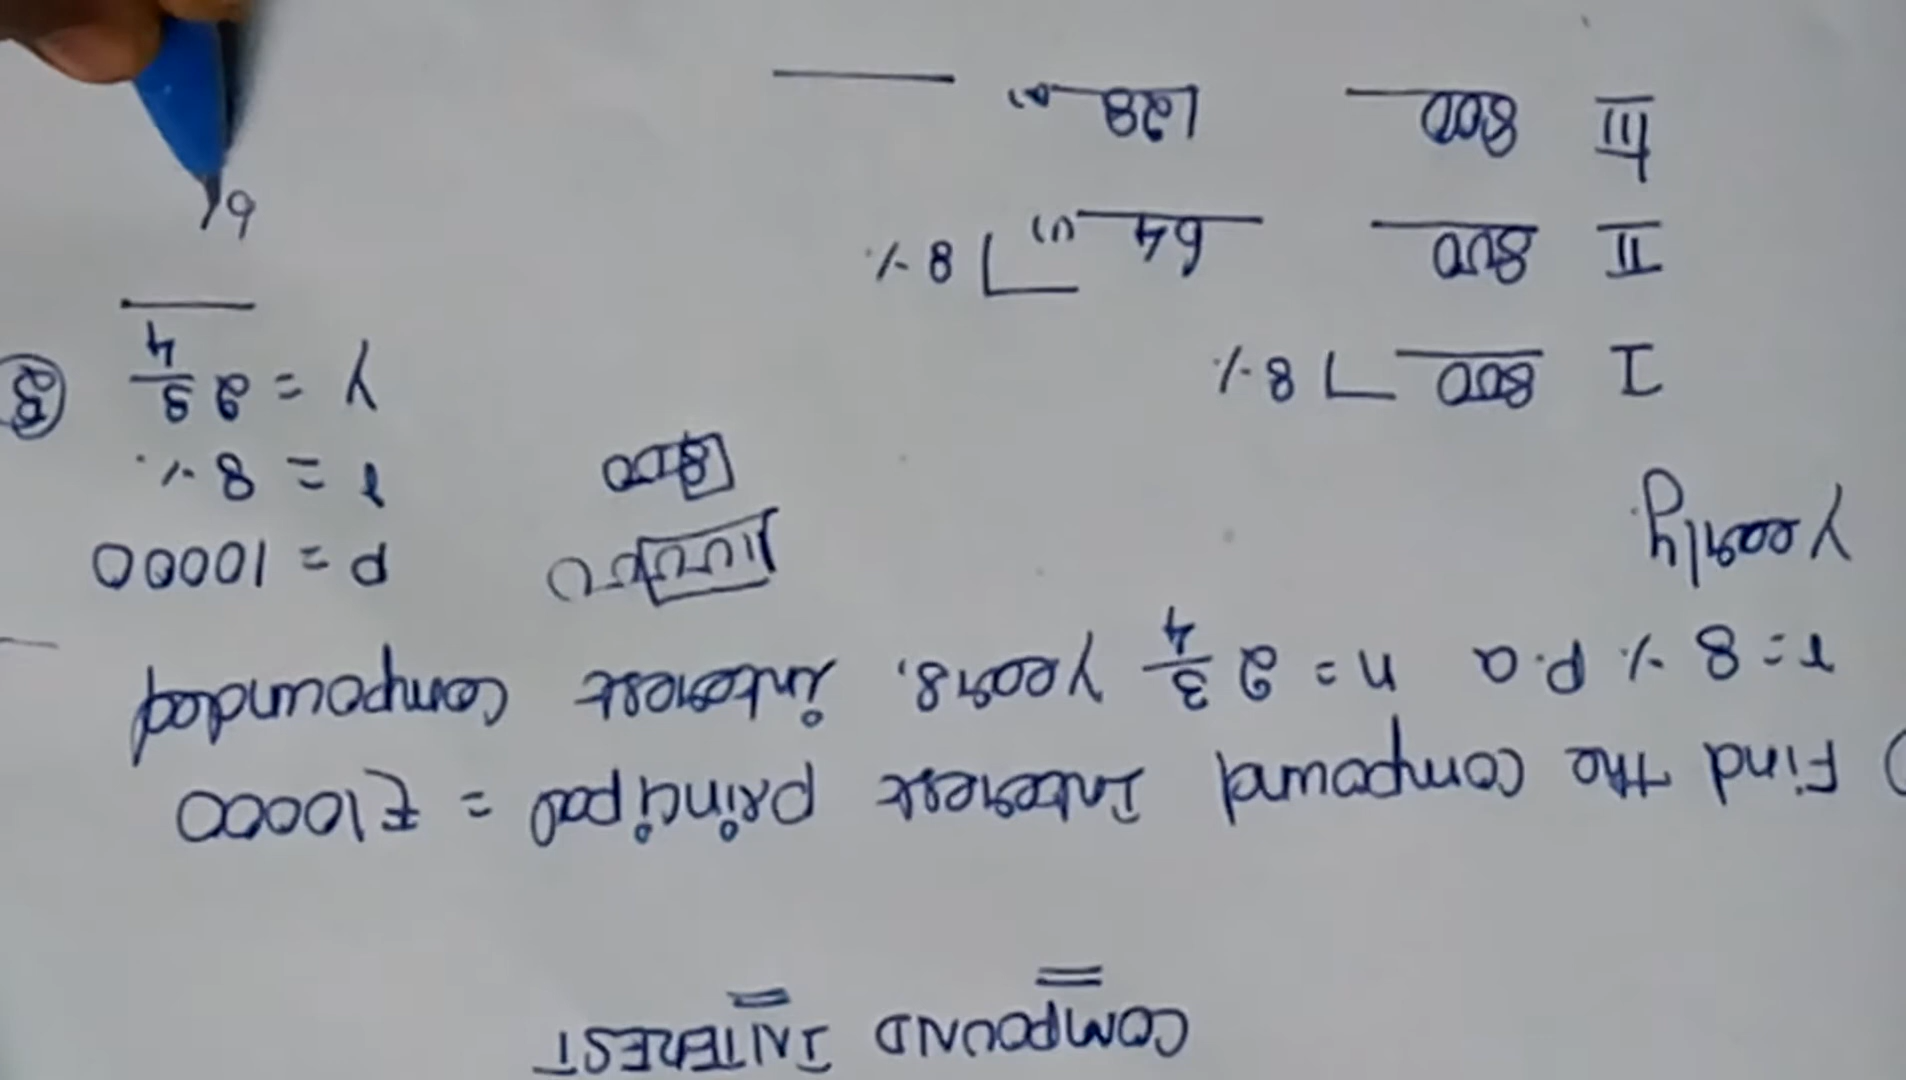 COMPOUND INTEREST
Find the compound Interest principal = ₹10000
r = 8 % p.a n = 2 3/4 years, interest compounded
Yearly
P = 10000
r = 8 %.
Y = 2 3/4
800
I 800 8 %
II 800 64 8 %
III 800 128